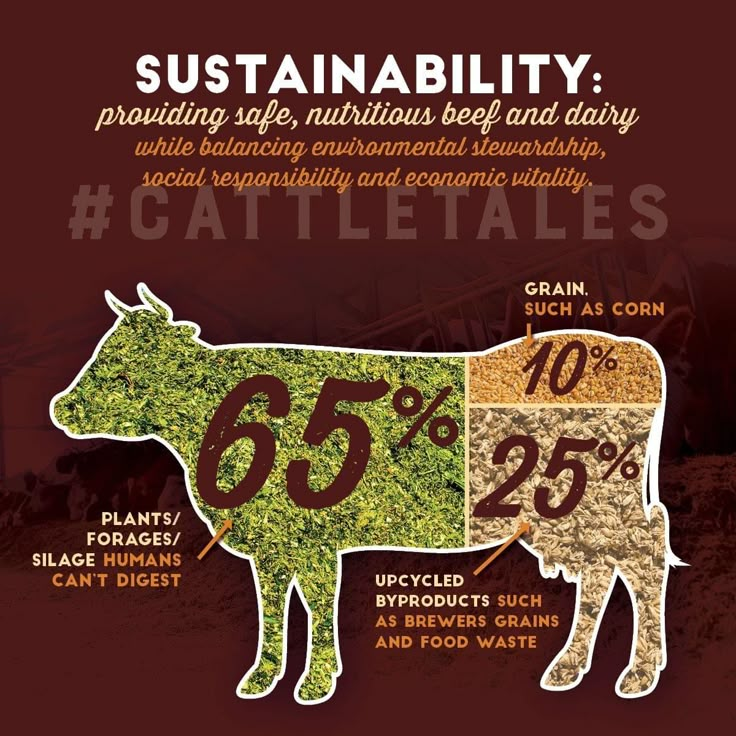 SUSTAINABILITY:
providing safe, nutritious beef and dairy
while balancing environmental stewardship,
social responsibility and economic vitality.
#CATTLETALES
GRAIN,
SUCH AS CORN
10%
65%
25%
PLANTS/
FORAGES/
SILAGE HUMANS
CAN'T DIGEST
UPCYCLED
BYPRODUCTS SUCH
AS BREWERS GRAINS
AND FOOD WASTE